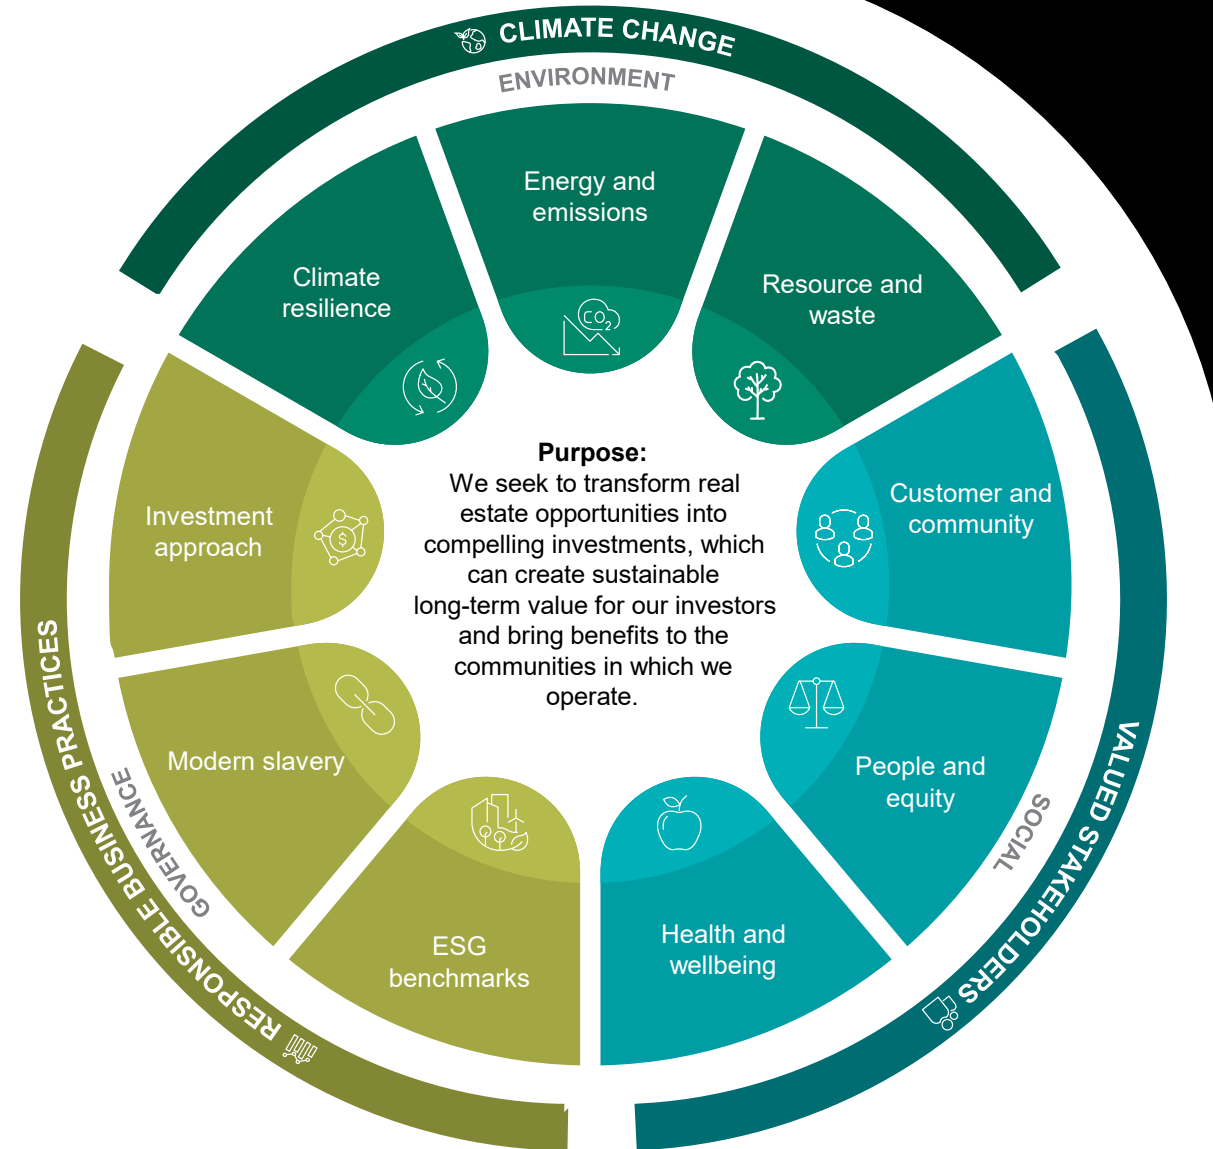 CLIMATE CHANGE
ENVIRONMENT
Energy and
emissions
Climate
resilience
Resource and
waste
CO2
Customer and
community
Investment
approach
$
Purpose:
We seek to transform real
estate opportunities into
compelling investments, which
can create sustainable
long-term value for our investors
and bring benefits to the
communities in which we
operate.
People and
equity
Modern slavery
Health and
wellbeing
ESG
benchmarks
SOCIAL
VALUED STAKEHOLDERS
GOVERNANCE
RESPONSIBLE BUSINESS PRACTICES